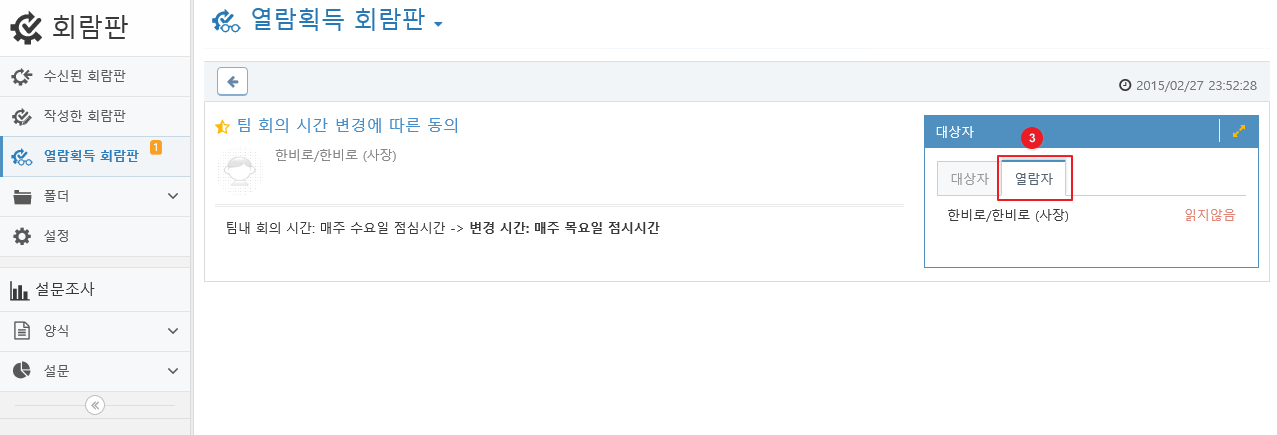 회람판
수신된 회람판
작성한 회람판
열람획득 회람판 1
폴더
설정
설문조사
양식
설문
열람획득 회람판
2015/02/27 23:52:28
팀 회의 시간 변경에 따른 동의
한비로/한비로 (사장)
팀내 회의 시간: 매주 수요일 점심시간 -> 변경 시간: 매주 목요일 점시시간
대상자
3
대상자 열람자
한비로/한비로 (사장) 읽지않음